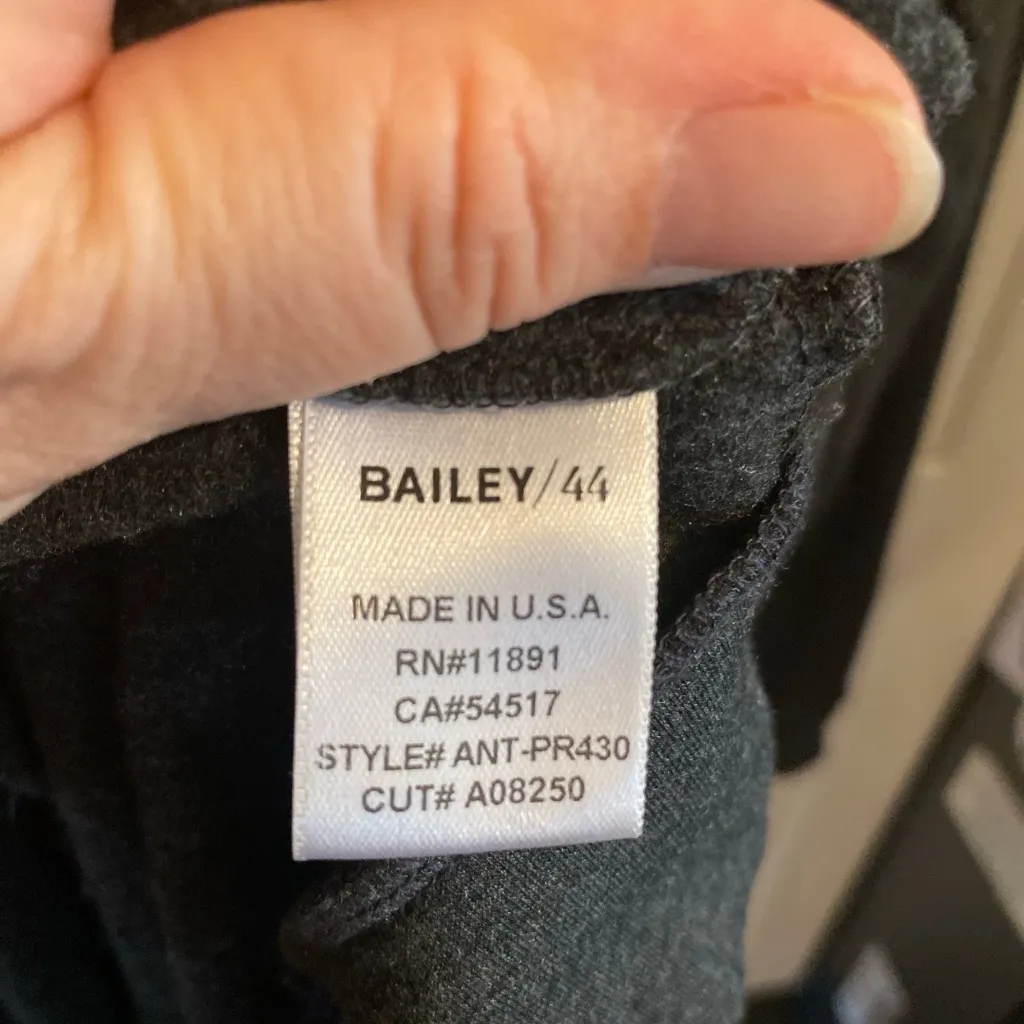 BAILEY/44
MADE IN U.S.A.
RN#11891
CA#54517
STYLE# ANT-PR430
CUT# A08250